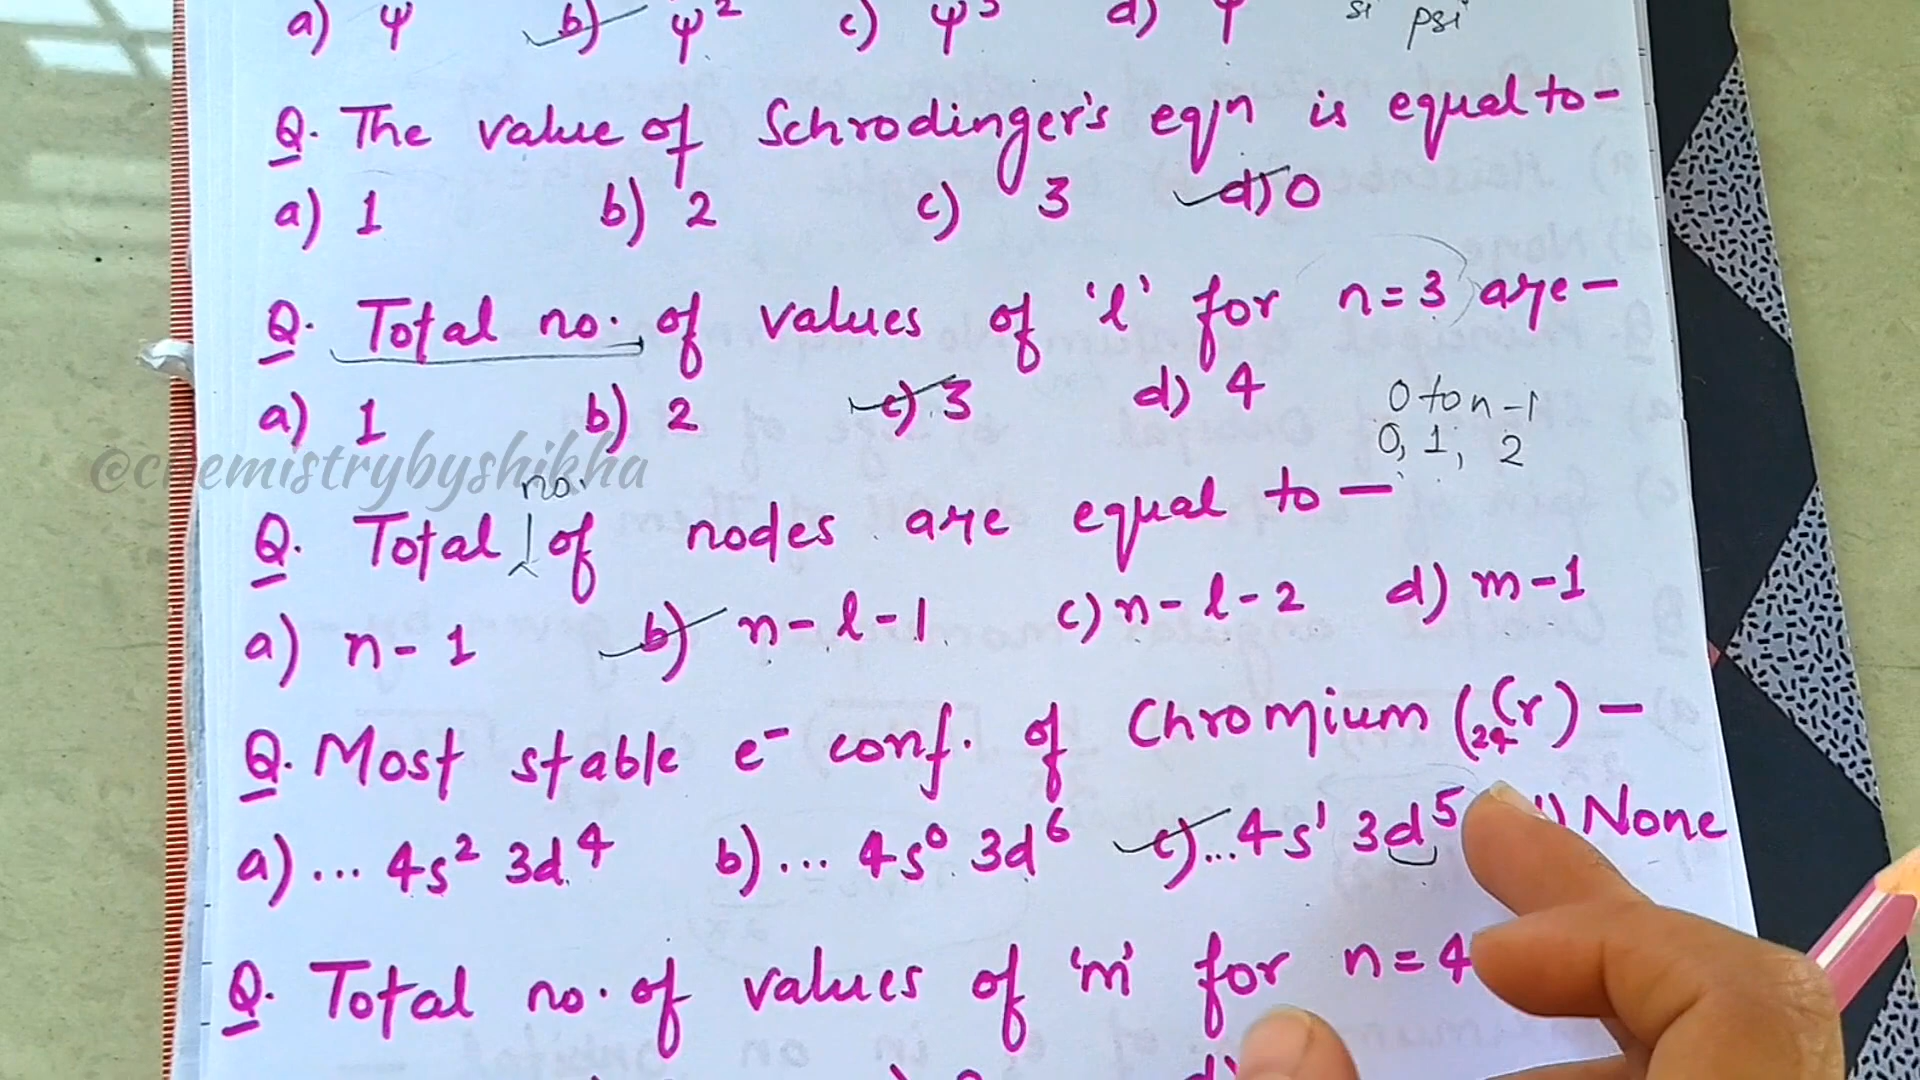 a) ψ b) ψ² c) ψ³ d) ψ si psi
Q. The value of Schrodinger's eqn is equal to-
a) 1 b) 2 c) 3 d) 0
Q. Total no. of values of 'l' for n=3 are-
a) 1 b) 2 c) 3 d) 4
0 to n-1
0, 1, 2
@chemistrybyshikha
no.
Q. Total of nodes are equal to -
a) n-1 b) n-l-1 c) n-l-2 d) m-1
Q. Most stable e⁻ conf. of Chromium (₂₄Cr) -
a) ... 4s² 3d⁴ b) ... 4s⁰ 3d⁶ c) ... 4s¹ 3d⁵ d) None
Q. Total no. of values of 'm' for n=4